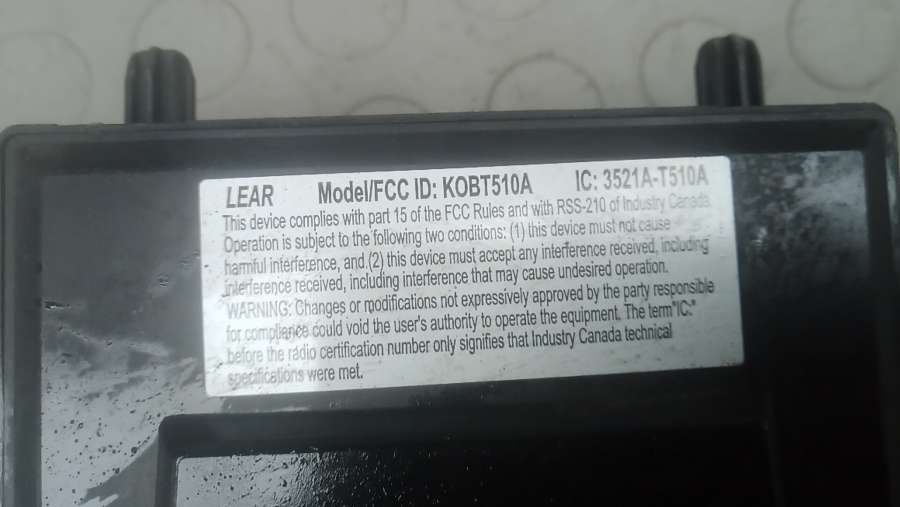 LEAR Model/FCC ID: KOBT510A IC: 3521A-T510A
This device complies with part 15 of the FCC Rules and with RSS-210 of Industry Canada
Operation is subject to the following two conditions: (1) this device must not cause
harmful interference, and (2) this device must accept any interference received, including
interference received, including interference that may cause undesired operation.
WARNING: Changes or modifications not expressively approved by the party responsible
for compliance could void the user's authority to operate the equipment. The term "IC:"
before the radio certification number only signifies that Industry Canada technical
specifications were met.